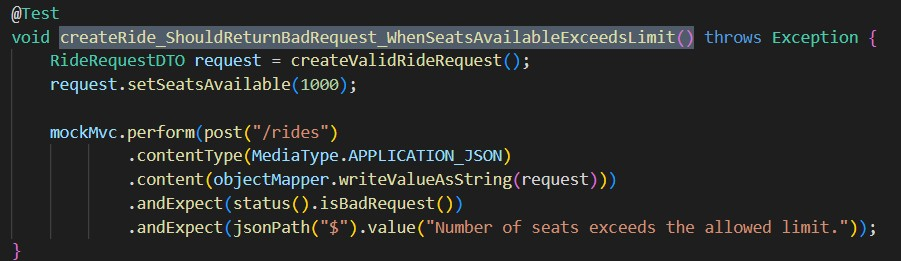 @Test
void createRide_ShouldReturnBadRequest_WhenSeatsAvailableExceedsLimit() throws Exception {
    RideRequestDTO request = createValidRideRequest();
    request.setSeatsAvailable(1000);

    mockMvc.perform(post("/rides")
            .contentType(MediaType.APPLICATION_JSON)
            .content(objectMapper.writeValueAsString(request)))
            .andExpect(status().isBadRequest())
            .andExpect(jsonPath("$").value("Number of seats exceeds the allowed limit."));
}